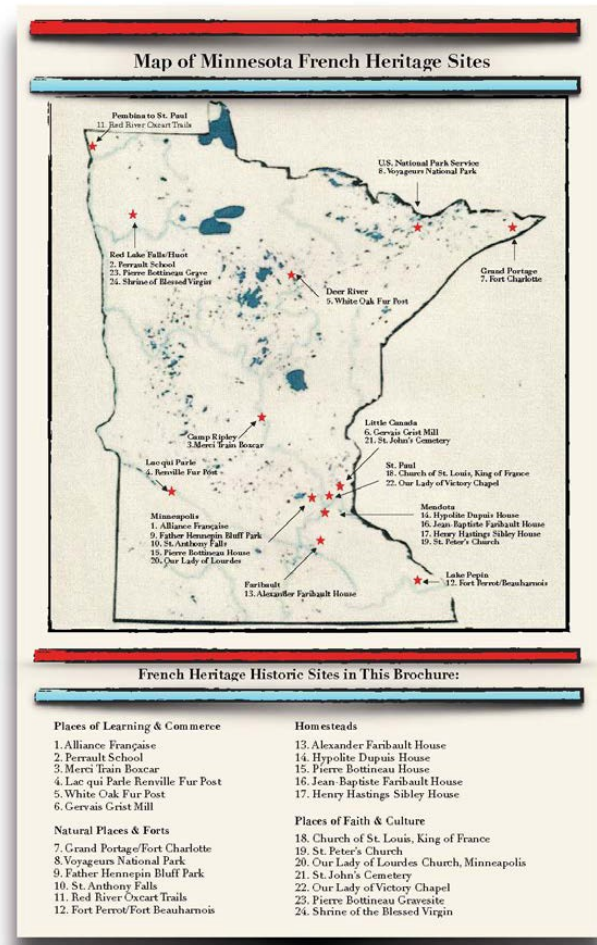 Map of Minnesota French Heritage Sites
Pembina to St. Paul
11. Red River Oxcart Trails
U.S. National Park Service
8. Voyageurs National Park
Red Lake Falls/Huot
2. Perrault School
23. Pierre Bottineau Grave
24. Shrine of Blessed Virgin
Grand Portage
7. Fort Charlotte
Deer River
5. White Oak Fur Post
Camp Ripley
3.Merci Train Boxcar
Little Canada
6. Gervais Grist Mill
21. St. John's Cemetery
Lac qui Parle
4. Renville Fur Post
St. Paul
18. Church of St. Louis, King of France
22. Our Lady of Victory Chapel
Minneapolis
1. Alliance Française
9. Father Hennepin Bluff Park
10. St. Anthony Falls
15. Pierre Bottineau House
20. Our Lady of Lourdes
Mendota
14. Hypolite Dupuis House
16. Jean-Baptiste Faribault House
17. Henry Hastings Sibley House
19. St. Peter's Church
Faribault
13. Alexander Faribault House
Lake Pepin
12. Fort Perrot/Beauharnois
French Heritage Historic Sites in This Brochure:
Places of Learning & Commerce
1. Alliance Française
2. Perrault School
3. Merci Train Boxcar
4. Lac qui Parle Renville Fur Post
5. White Oak Fur Post
6. Gervais Grist Mill
Natural Places & Forts
7. Grand Portage/Fort Charlotte
8. Voyageurs National Park
9. Father Hennepin Bluff Park
10. St. Anthony Falls
11. Red River Oxcart Trails
12. Fort Perrot/Fort Beauharnois
Homesteads
13. Alexander Faribault House
14. Hypolite Dupuis House
15. Pierre Bottineau House
16. Jean-Baptiste Faribault House
17. Henry Hastings Sibley House
Places of Faith & Culture
18. Church of St. Louis, King of France
19. St. Peter's Church
20. Our Lady of Lourdes Church, Minneapolis
21. St. John's Cemetery
22. Our Lady of Victory Chapel
23. Pierre Bottineau Gravesite
24. Shrine of the Blessed Virgin